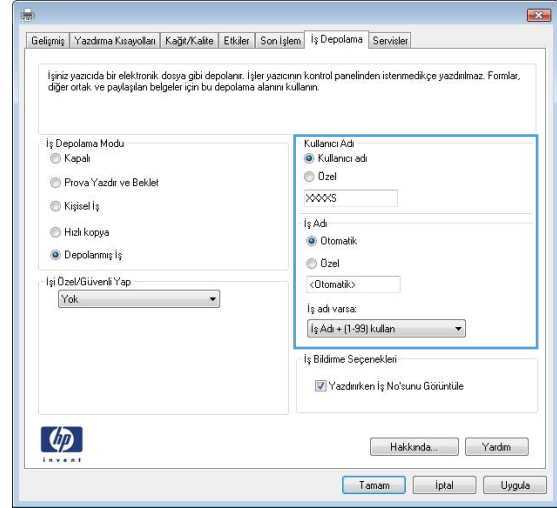 Gelişmiş Yazdırma Kısayolları Kağıt/Kalite Etkiler Son İşlem İş Depolama Servisler
İşiniz yazıcıda bir elektronik dosya gibi depolanır. İşler yazıcının kontrol panelinden istenmedikçe yazdırılmaz. Formlar,
diğer ortak ve paylaşılan belgeler için bu depolama alanını kullanın.
İş Depolama Modu
Kapalı
Prova Yazdır ve Beklet
Kişisel İş
Hızlı kopya
Depolanmış İş
İşi Özel/Güvenli Yap
Yok
Kullanıcı Adı
Kullanıcı adı
Özel
XXXXS
İş Adı
Otomatik
Özel
<Otomatik>
İş adı varsa:
İş Adı + (1-99) kullan
İş Bildirme Seçenekleri
Yazdırırken İş No'sunu Görüntüle
hp
invent
Hakkında... Yardım
Tamam İptal Uygula